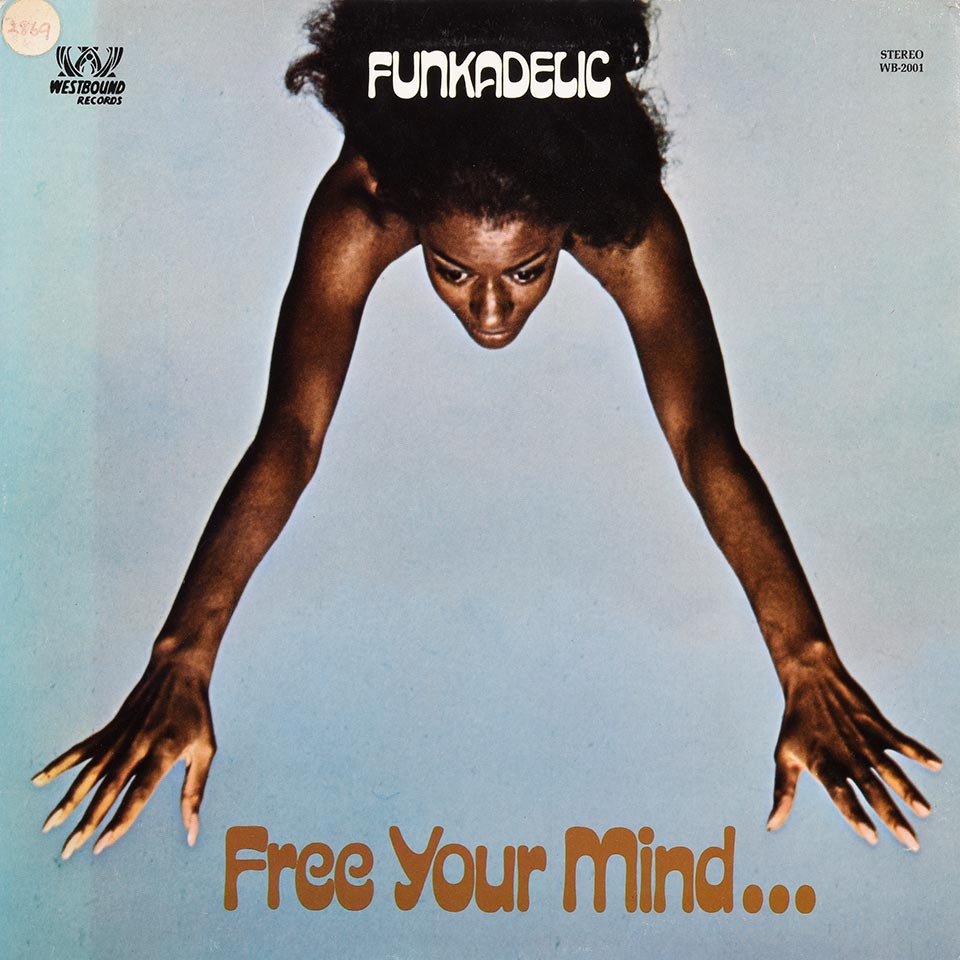 2869
WESTBOUND
RECORDS
FUNKADELIC
STEREO
WB-2001
Free Your Mind...